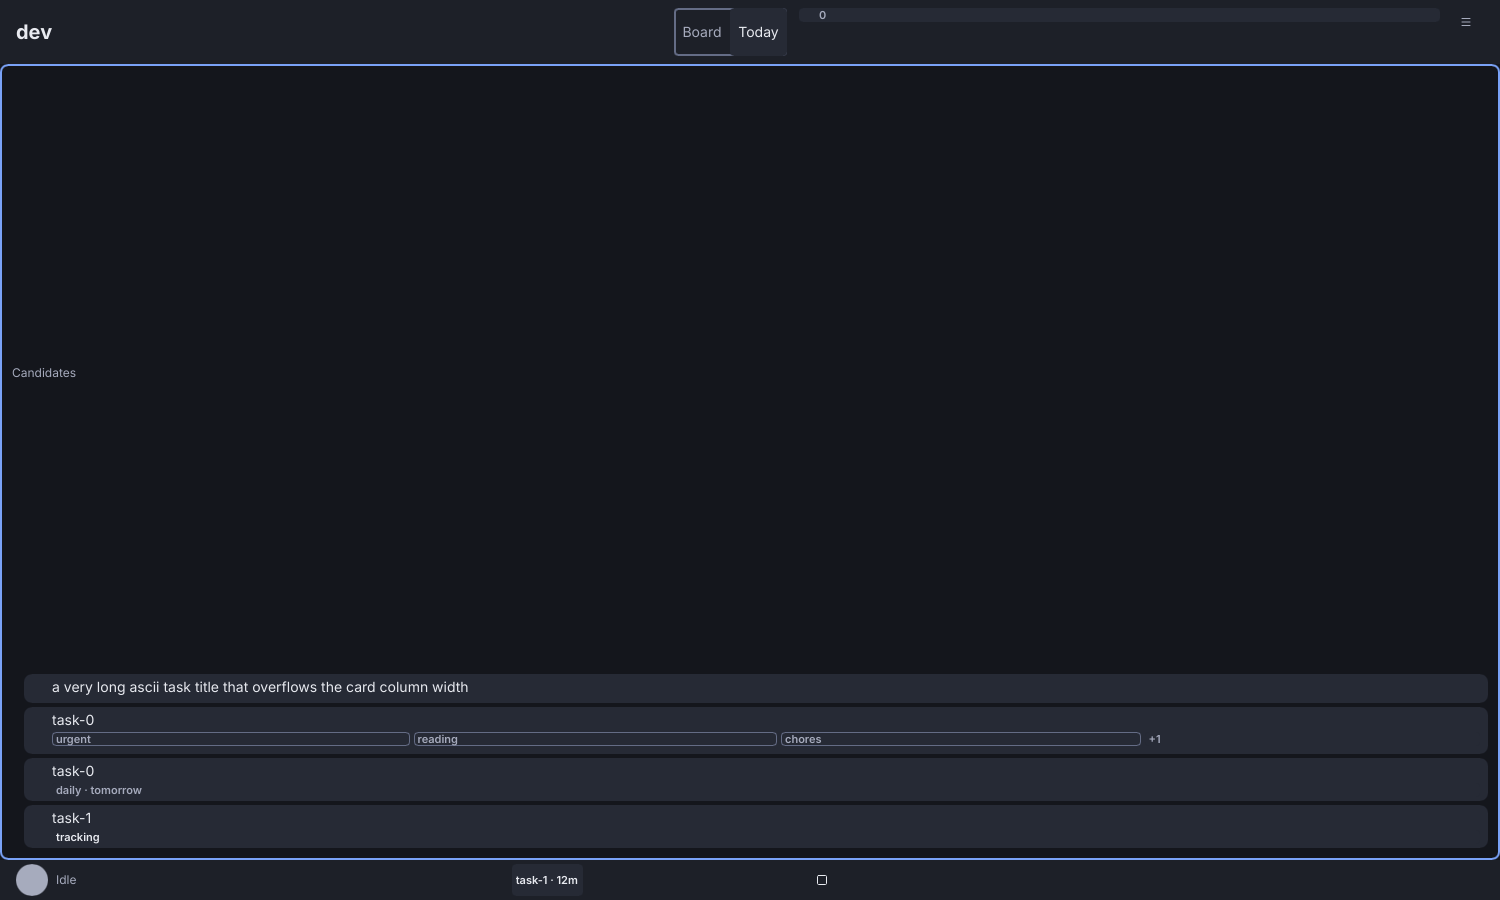 dev
Board Today 0
Candidates
a very long ascii task title that overflows the card column width
task-0
urgent reading chores +1
task-0
daily · tomorrow
task-1
tracking
Idle task-1 · 12m